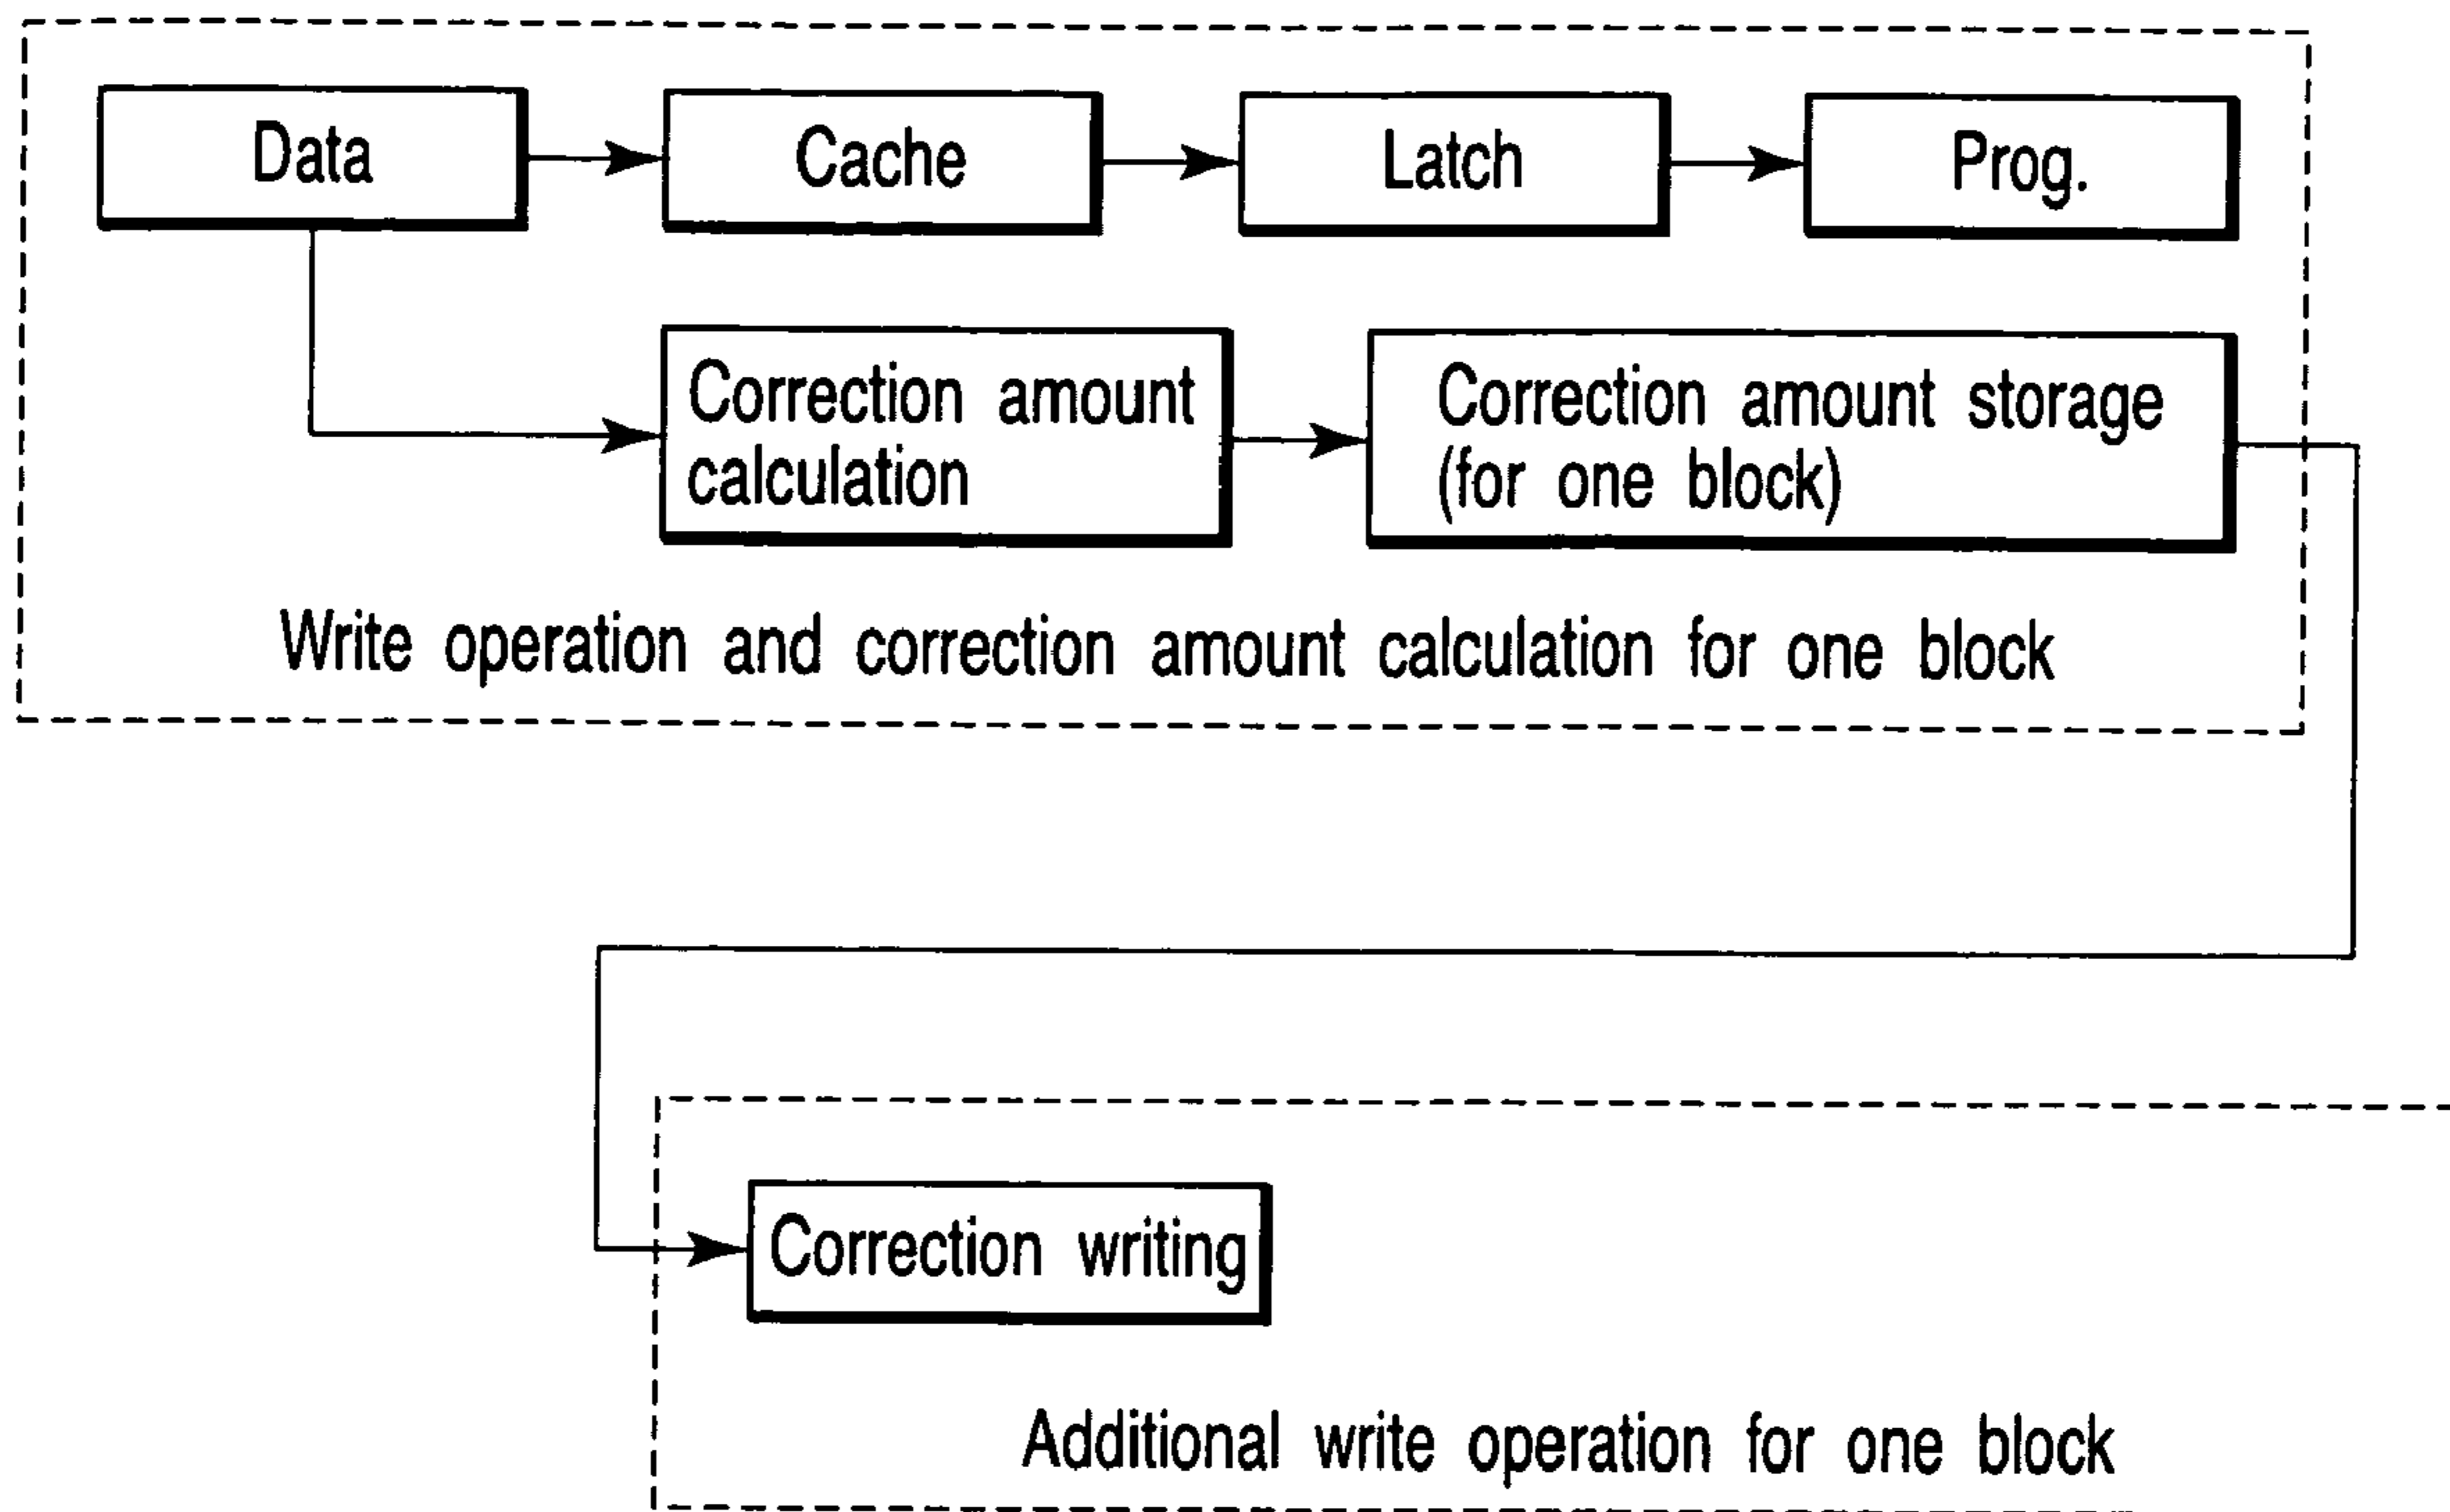 Data
Cache
Latch
Prog.
Correction amount
calculation
Correction amount storage
(for one block)
Write operation and correction amount calculation for one block
Correction writing
Additional write operation for one block